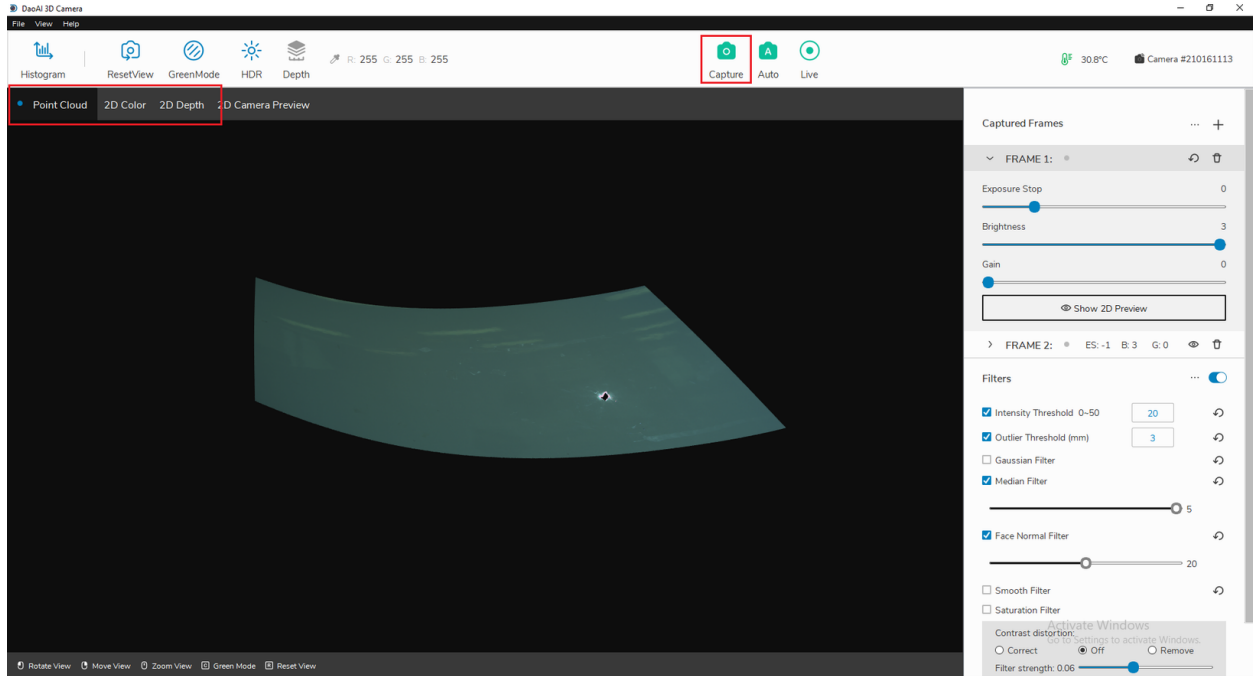 DaoAI 3D Camera
File View Help
Histogram ResetView GreenMode HDR Depth R: 255 G: 255 B: 255 Capture Auto Live 30.8°C Camera #210161113
Point Cloud 2D Color 2D Depth 2D Camera Preview
Captured Frames
FRAME 1:
Exposure Stop 0
Brightness 3
Gain 0
Show 2D Preview
FRAME 2: ES: -1 B: 3 G: 0
Filters
Intensity Threshold 0~50 20
Outlier Threshold (mm) 3
Gaussian Filter
Median Filter
5
Face Normal Filter
20
Smooth Filter
Saturation Filter
Activate Windows
Contrast distortion:
Go to Settings to activate Windows.
Correct Off Remove
Filter strength: 0.06
Rotate View Move View Zoom View C Green Mode R Reset View